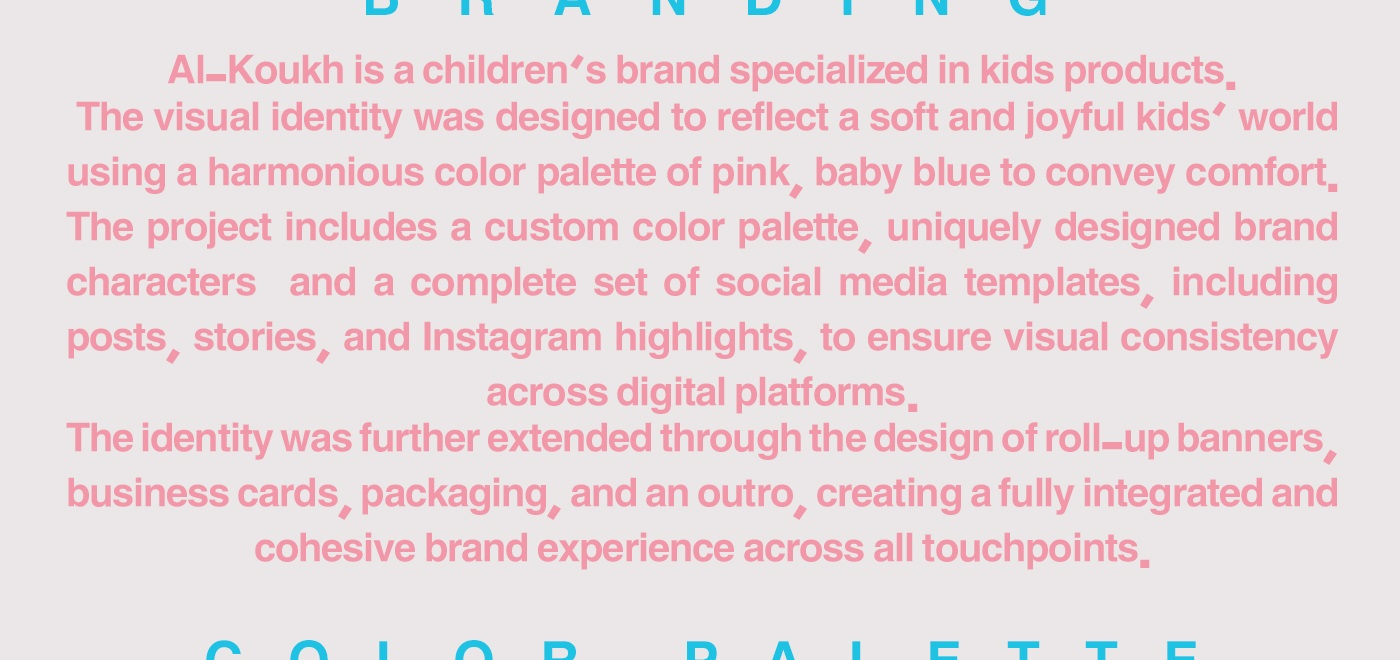 B R A N D I N G
Al-Koukh is a children's brand specialized in kids products.
The visual identity was designed to reflect a soft and joyful kids' world
using a harmonious color palette of pink, baby blue to convey comfort.
The project includes a custom color palette, uniquely designed brand
characters and a complete set of social media templates, including
posts, stories, and Instagram highlights, to ensure visual consistency
across digital platforms.
The identity was further extended through the design of roll-up banners,
business cards, packaging, and an outro, creating a fully integrated and
cohesive brand experience across all touchpoints.
C O L O R P A L E T T E